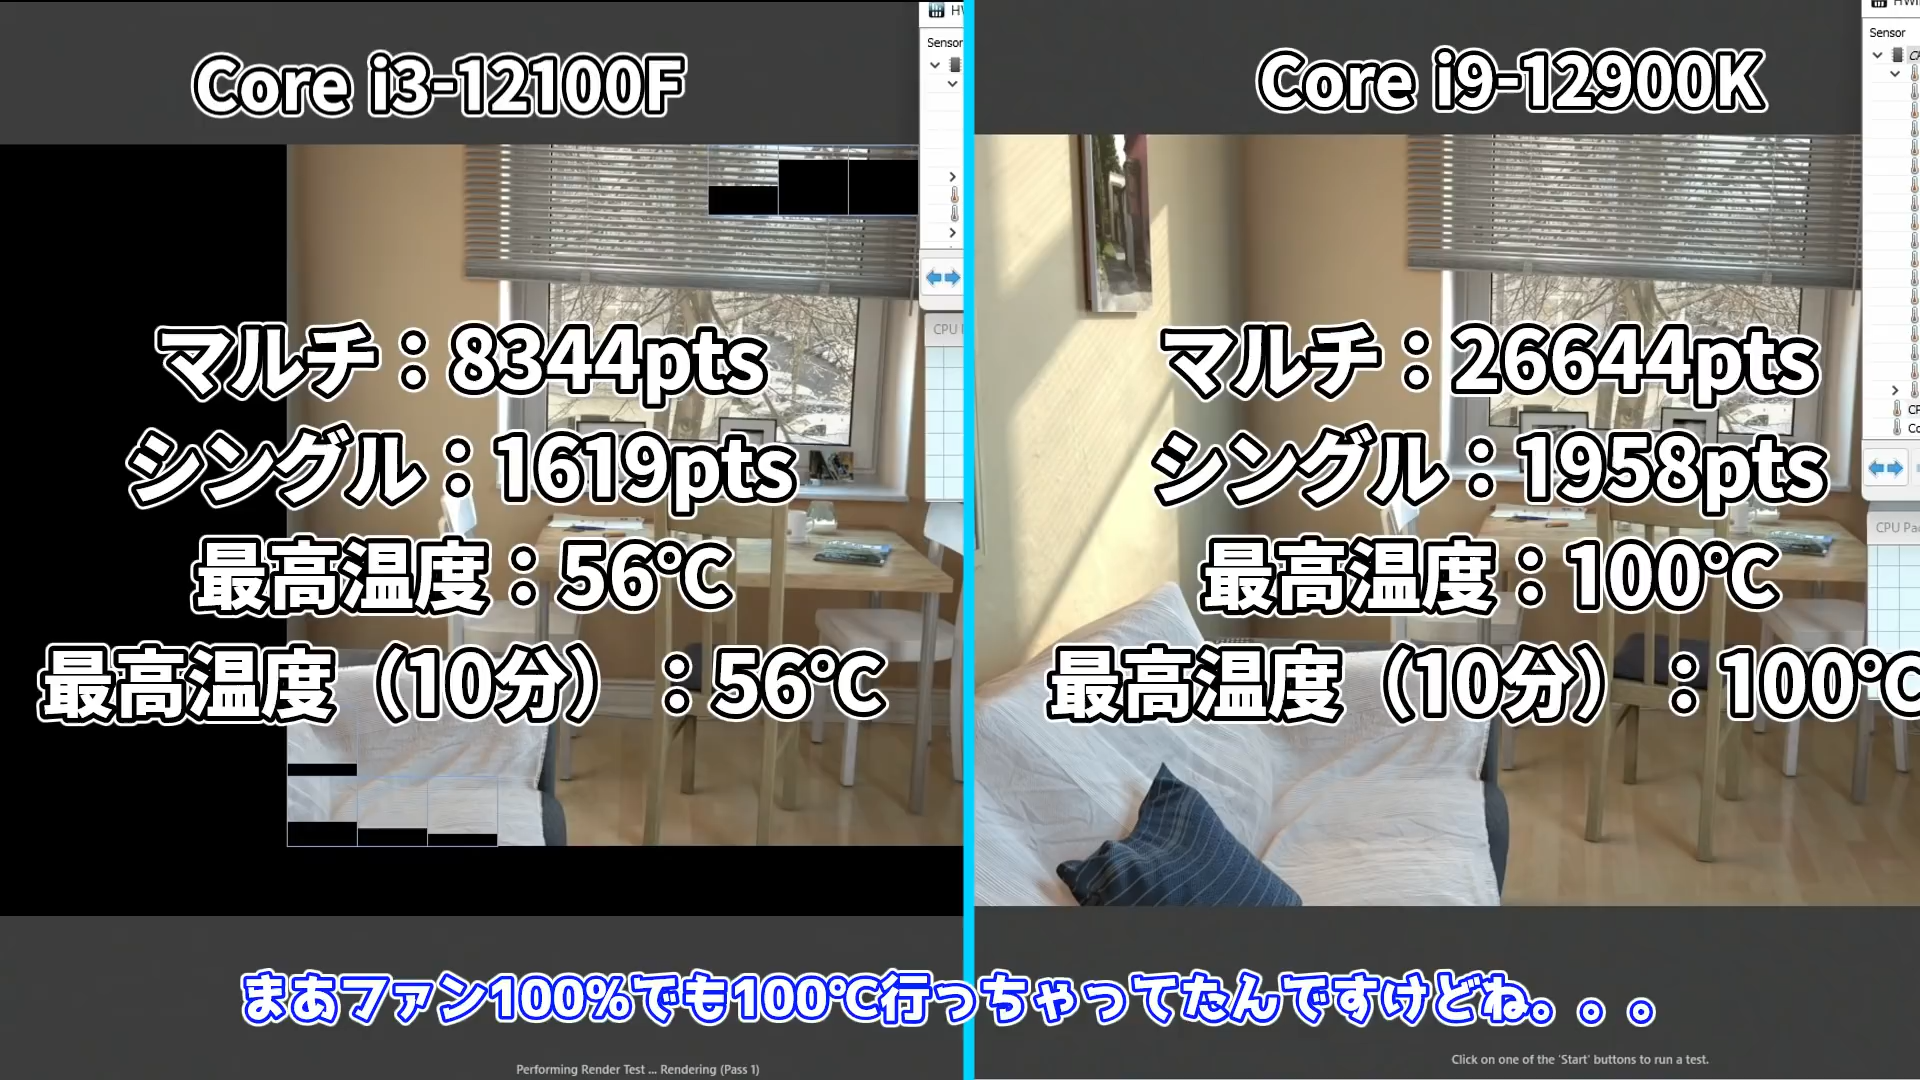 Core i3-12100F
Sensor
マルチ：8344pts
シングル：1619pts
最高温度：56℃
最高温度（10分）：56℃
CPU
Performing Render Test ... Rendering (Pass 1)
Core i9-12900K
Sensor
マルチ：26644pts
シングル：1958pts
最高温度：100℃
最高温度（10分）：100℃
CPU
Click on one of the 'Start' buttons to run a test.
まあファン100%でも100℃行っちゃってたんですけどね。。。